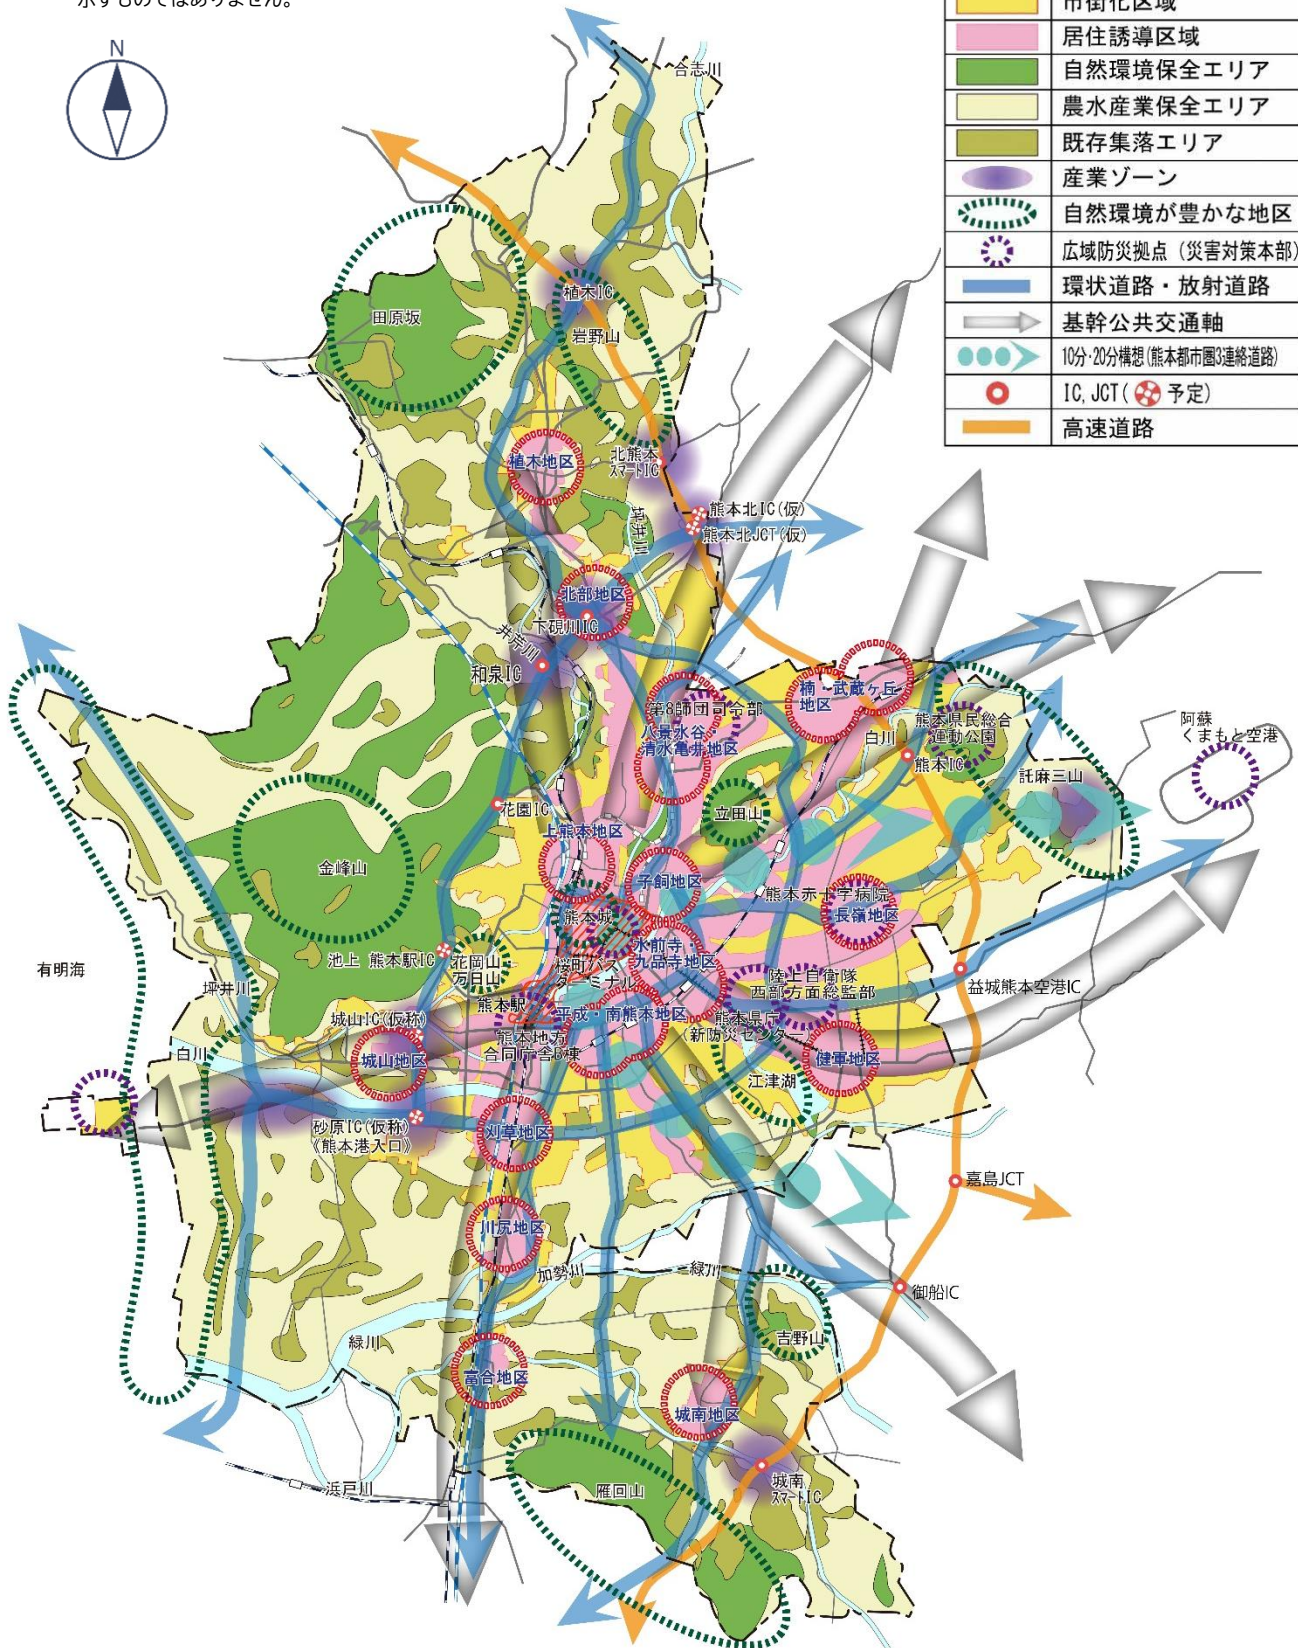 示すものではありません。
市街化区域
N
居住誘導区域
合志川
自然環境保全エリア
農水産業保全エリア
既存集落エリア
産業ゾーン
自然環境が豊かな地区
広域防災拠点（災害対策本部）
環状道路・放射道路
植木IC
田原坂
基幹公共交通軸
岩野山
10分・20分構想(熊本都市圏3連絡道路)
IC, JCT( 予定)
高速道路
植木地区
北熊本
スマートIC
熊本北IC(仮)
坪井川
熊本北JCT(仮)
北部地区
下硯川IC
井芹川
和泉IC
楠・武蔵ヶ丘
地区
第8師団司令部
熊本県民総合
運動公園
阿蘇
くまもと空港
八景水谷・
清水亀井地区
白川
熊本IC
託麻三山
花園IC
立田山
上熊本地区
金峰山
子飼地区
熊本赤十字病院
長嶺地区
熊本城
水前寺・
九品寺地区
池上 熊本駅IC
花岡山・
万日山
桜町バス
ターミナル
有明海
陸上自衛隊
西部方面総監部
益城熊本空港IC
坪井川
熊本駅
平成・南熊本地区
城山IC(仮称)
熊本県庁
(新防災センター)
熊本地方
合同庁舎B棟
白川
城山地区
健軍地区
江津湖
砂原IC(仮称)
《熊本港入口》
刈草地区
嘉島JCT
川尻地区
加勢川
緑川
御船IC
緑川
吉野山
富合地区
城南地区
浜戸川
雁回山
城南
スマートIC